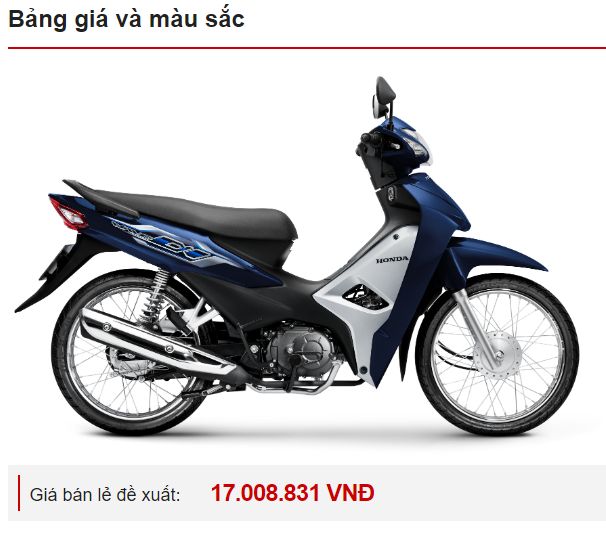 Bảng giá và màu sắc
HONDA
Giá bán lẻ đề xuất: 17.008.831 VNĐ